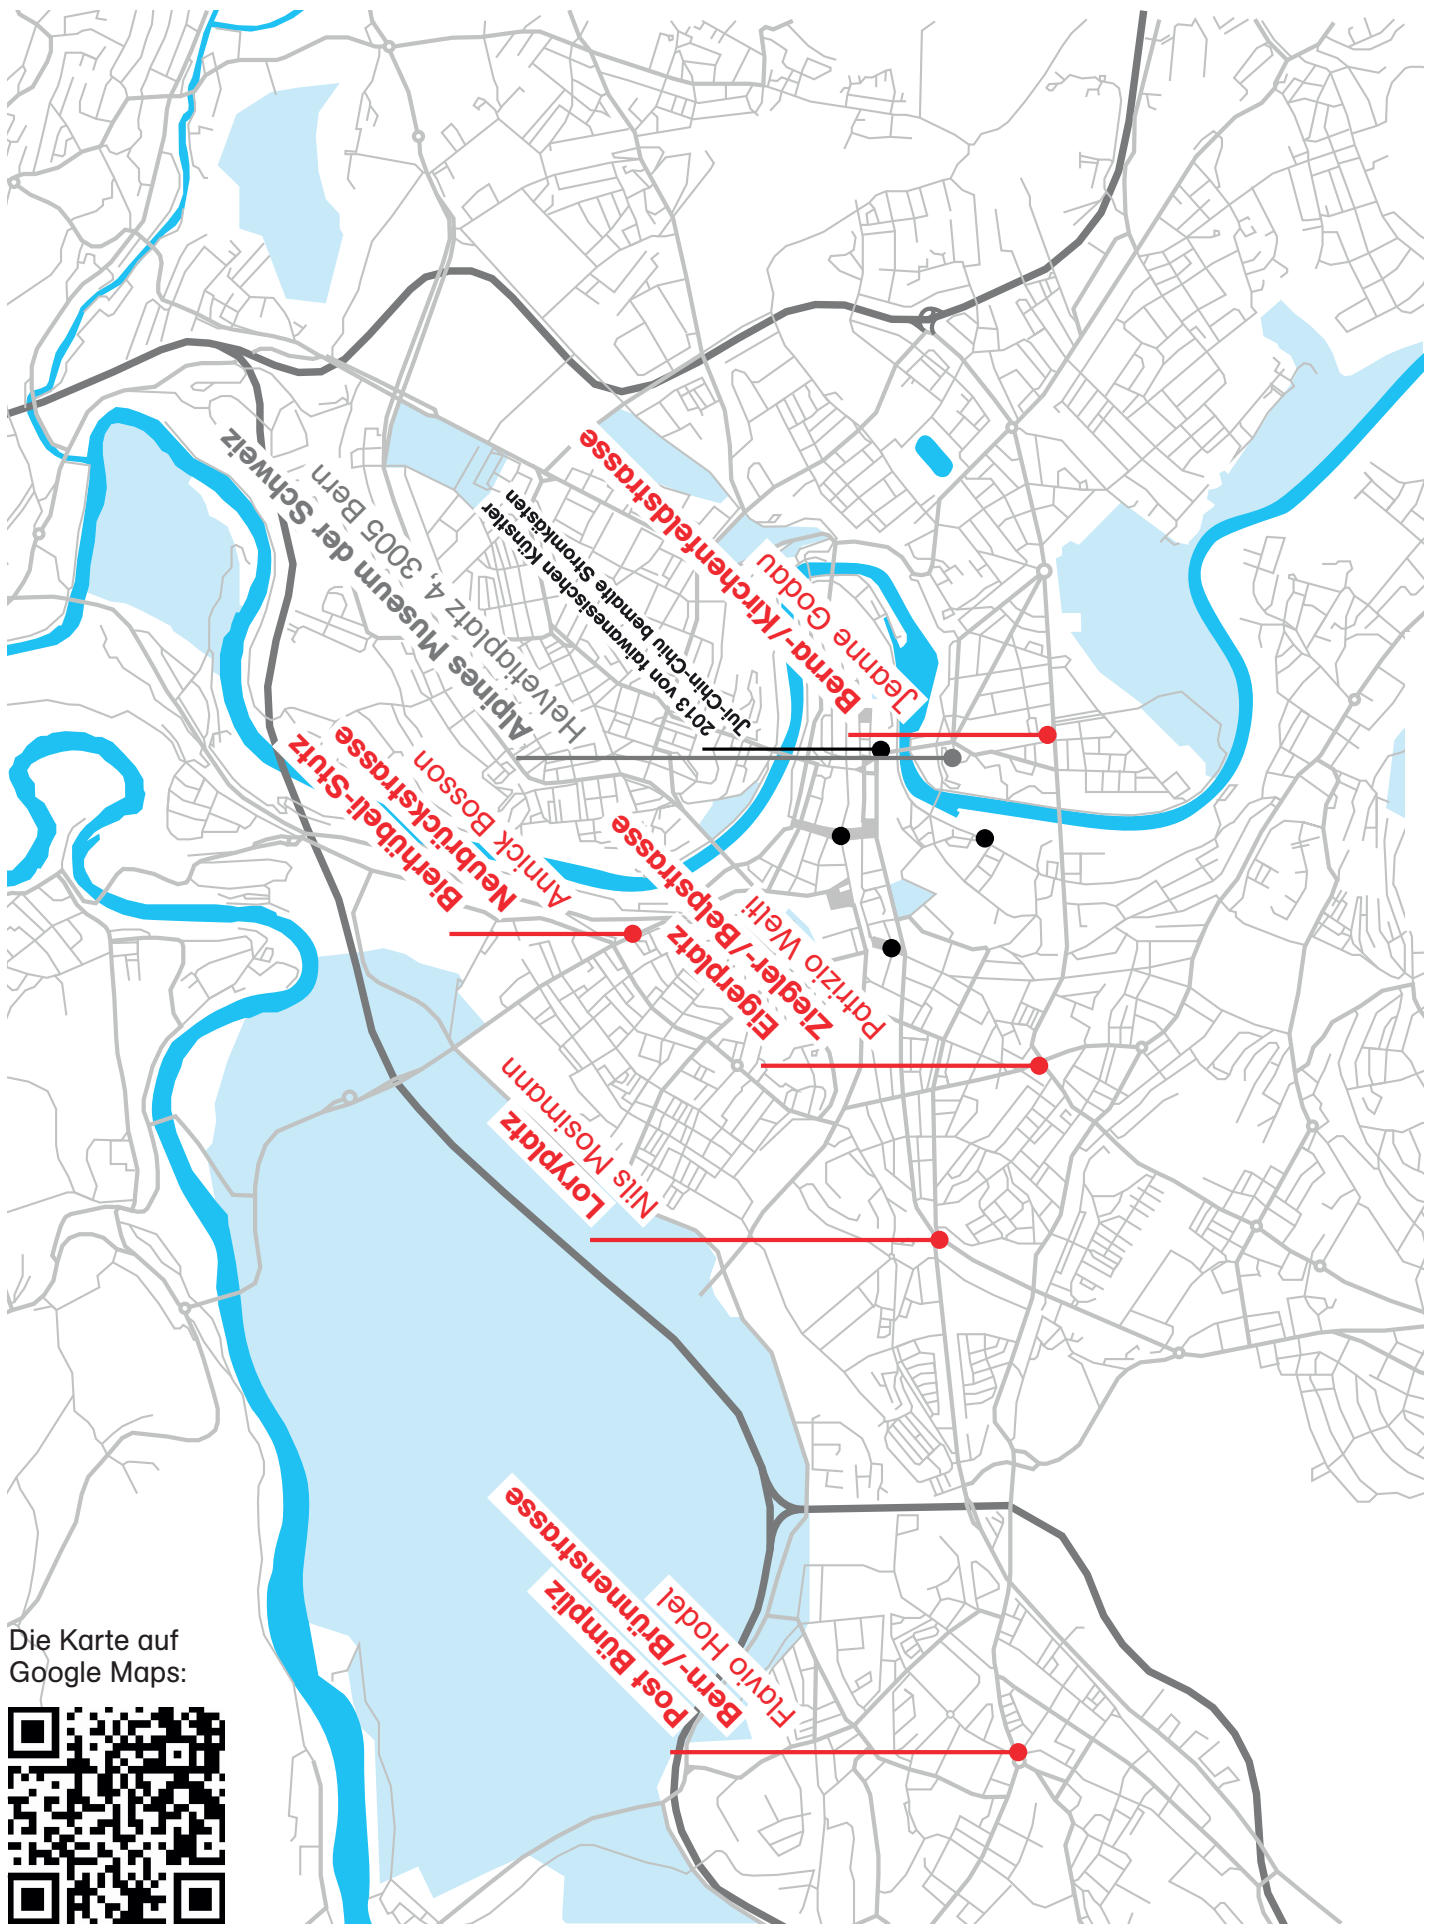 Alpines Museum der Schweiz
Helvetiaplatz 4, 3005 Bern
2013 von taiwanesischen Künstler
Jui-Chin-Chiu bemalte Stromkästen
Berna-/Kirchenfeldstrasse
Jeanne Godau
Bierhübeli-Stutz
Neubrückstrasse
Annick Bosson
Eigerplatz
Ziegler-/Belpstrasse
Patrizio Welti
Loryplatz
Nils Mosimann
Post Bümpliz
Bern-/Brünnenstrasse
Flavio Hodel
Die Karte auf
Google Maps: